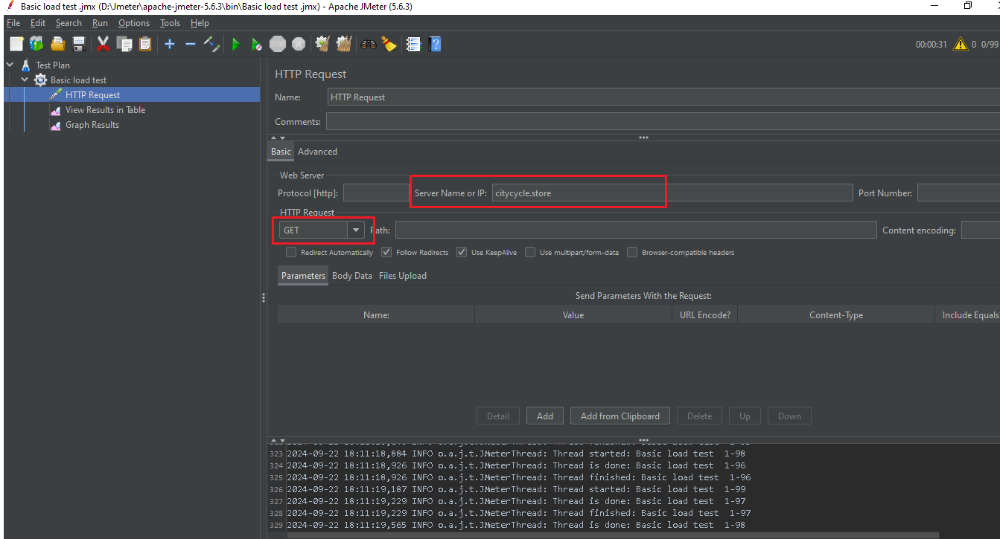 Basic load test .jmx (D:\Jmeter\apache-jmeter-5.6.3\bin\Basic load test .jmx) - Apache JMeter (5.6.3)
File Edit Search Run Options Tools Help
STOP 00:00:31 0 0/99
Test Plan
Basic load test
HTTP Request
View Results in Table
Graph Results
HTTP Request
Name: HTTP Request
Comments:
Basic Advanced
Web Server
Protocol [http]: Server Name or IP: citycycle.store Port Number:
HTTP Request
GET Path: Content encoding:
Redirect Automatically Follow Redirects Use KeepAlive Use multipart/form-data Browser-compatible headers
Parameters Body Data Files Upload
Send Parameters With the Request:
Name: Value URL Encode? Content-Type Include Equals
Detail Add Add from Clipboard Delete Up Down
323 2024-09-22 18:11:18,884 INFO o.a.j.t.JMeterThread: Thread started: Basic load test  1-98
324 2024-09-22 18:11:18,926 INFO o.a.j.t.JMeterThread: Thread is done: Basic load test  1-96
325 2024-09-22 18:11:18,926 INFO o.a.j.t.JMeterThread: Thread finished: Basic load test  1-96
326 2024-09-22 18:11:19,187 INFO o.a.j.t.JMeterThread: Thread started: Basic load test  1-99
327 2024-09-22 18:11:19,229 INFO o.a.j.t.JMeterThread: Thread is done: Basic load test  1-97
328 2024-09-22 18:11:19,229 INFO o.a.j.t.JMeterThread: Thread finished: Basic load test  1-97
329 2024-09-22 18:11:19,565 INFO o.a.j.t.JMeterThread: Thread is done: Basic load test  1-98